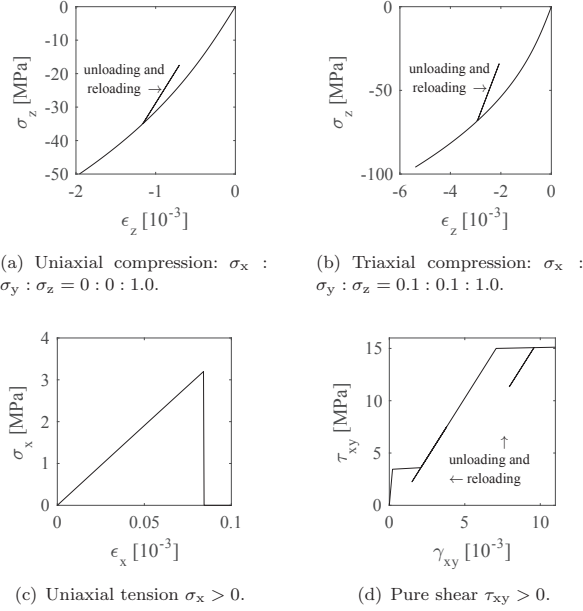 0
-10
-20
-30
-40
-50
σz [MPa]
unloading and
reloading →
-2
-1
0
ϵz [10-3]
0
-50
-100
σz [MPa]
unloading and
reloading →
-6
-4
-2
0
ϵz [10-3]
(a) Uniaxial compression: σx :
σy : σz = 0 : 0 : 1.0.
(b) Triaxial compression: σx :
σy : σz = 0.1 : 0.1 : 1.0.
4
3
2
1
0
σx [MPa]
0
0.05
0.1
ϵx [10-3]
15
10
5
0
τxy [MPa]
↑
unloading and
← reloading
0
5
10
γxy [10-3]
(c) Uniaxial tension σx > 0.
(d) Pure shear τxy > 0.